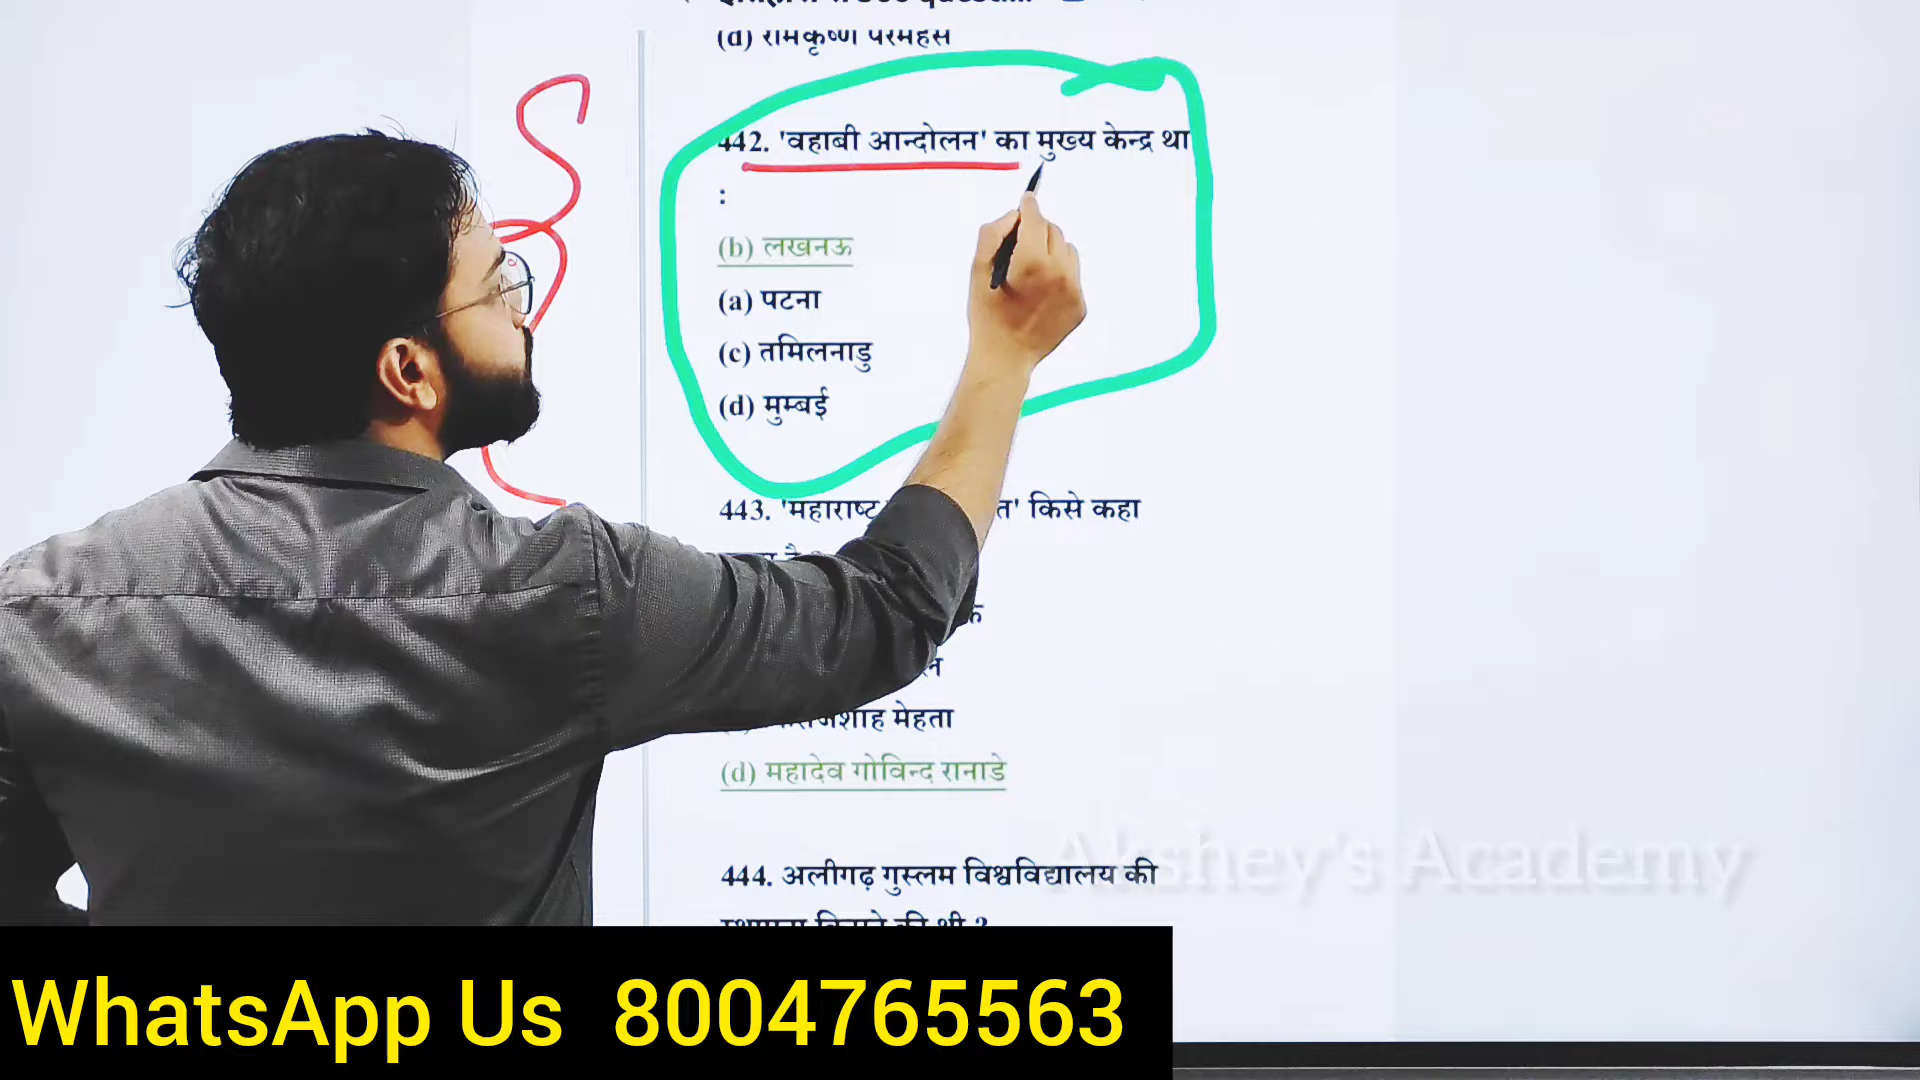 (d) रामकृष्ण परमहंस
442. 'वहाबी आन्दोलन' का मुख्य केन्द्र था
:
(b) लखनऊ
(a) पटना
(c) तमिलनाडु
(d) मुम्बई
443. 'महाराष्ट किसे कहा
मेहता
(d) महादेव गोविन्द रानाडे
444. अलीगढ़ गुस्लम विश्वविद्यालय की
Akshey's Academy
WhatsApp Us 8004765563